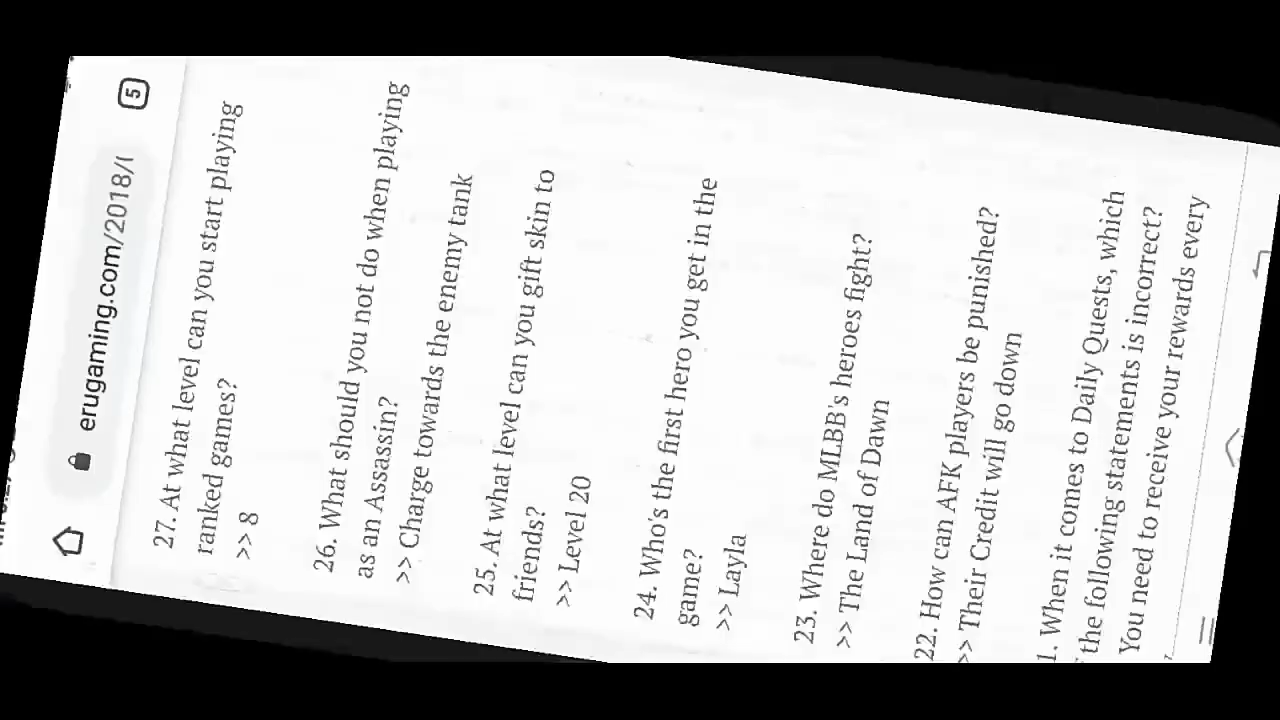 erugaming.com/2018/
5
27. At what level can you start playing
ranked games?
>> 8
26. What should you not do when playing
as an Assassin?
>> Charge towards the enemy tank
25. At what level can you gift skin to
friends?
>> Level 20
24. Who's the first hero you get in the
game?
>> Layla
23. Where do MLBB's heroes fight?
>> The Land of Dawn
22. How can AFK players be punished?
>> Their Credit will go down
1. When it comes to Daily Quests, which
the following statements is incorrect?
You need to receive your rewards every